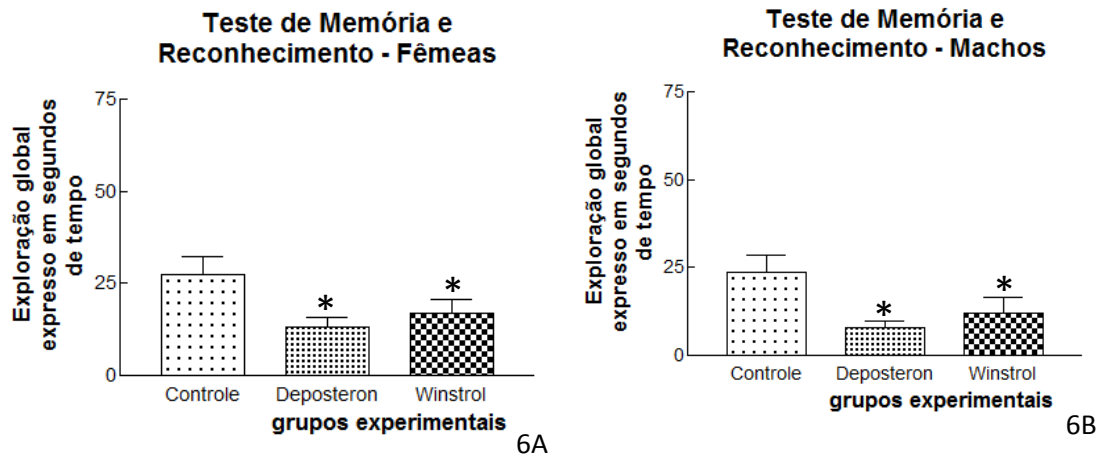 Teste de Memória e
Reconhecimento - Fêmeas
Exploração global
expresso em segundos
de tempo
75
50
25
0
*
*
Controle Deposteron Winstrol
grupos experimentais
6A
Teste de Memória e
Reconhecimento - Machos
Exploração global
expresso em segundos
de tempo
75
50
25
0
*
*
Controle Deposteron Winstrol
grupos experimentais
6B